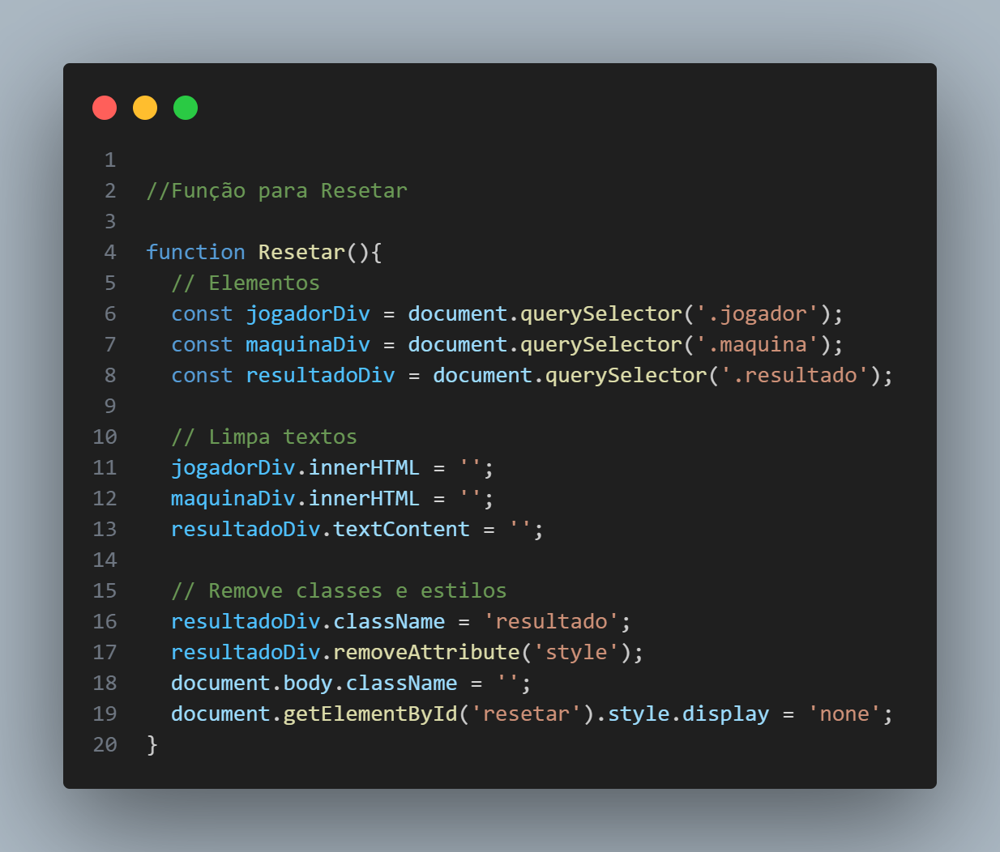 1
2 //Função para Resetar
3
4 function Resetar(){
5   // Elementos
6   const jogadorDiv = document.querySelector('.jogador');
7   const maquinaDiv = document.querySelector('.maquina');
8   const resultadoDiv = document.querySelector('.resultado');
9
10   // Limpa textos
11   jogadorDiv.innerHTML = '';
12   maquinaDiv.innerHTML = '';
13   resultadoDiv.textContent = '';
14
15   // Remove classes e estilos
16   resultadoDiv.className = 'resultado';
17   resultadoDiv.removeAttribute('style');
18   document.body.className = '';
19   document.getElementById('resetar').style.display = 'none';
20 }